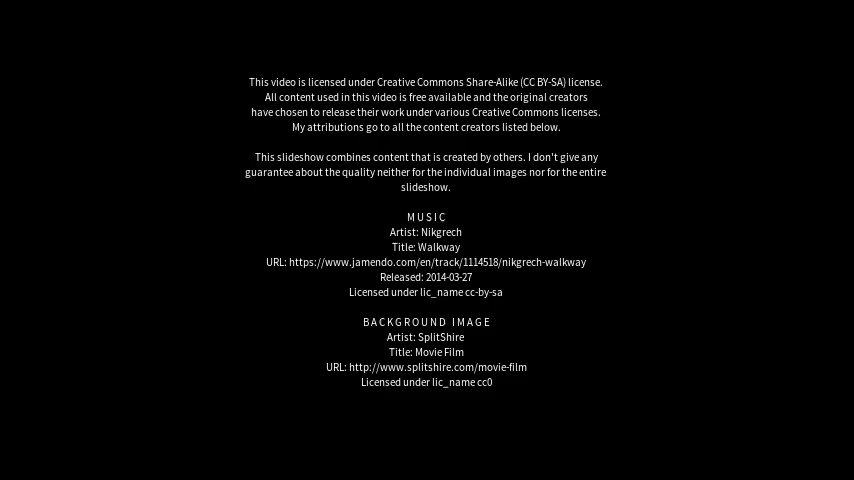 This video is licensed under Creative Commons Share-Alike (CC BY-SA) license.
All content used in this video is free available and the original creators
have chosen to release their work under various Creative Commons licenses.
My attributions go to all the content creators listed below.
This slideshow combines content that is created by others. I don't give any
guarantee about the quality neither for the individual images nor for the entire
slideshow.
MUSIC
Artist: Nikgrech
Title: Walkway
URL: https://www.jamendo.com/en/track/1114518/nikgrech-walkway
Released: 2014-03-27
Licensed under lic_name cc-by-sa
BACKGROUND IMAGE
Artist: SplitShire
Title: Movie Film
URL: http://www.splitshire.com/movie-film
Licensed under lic_name cc0